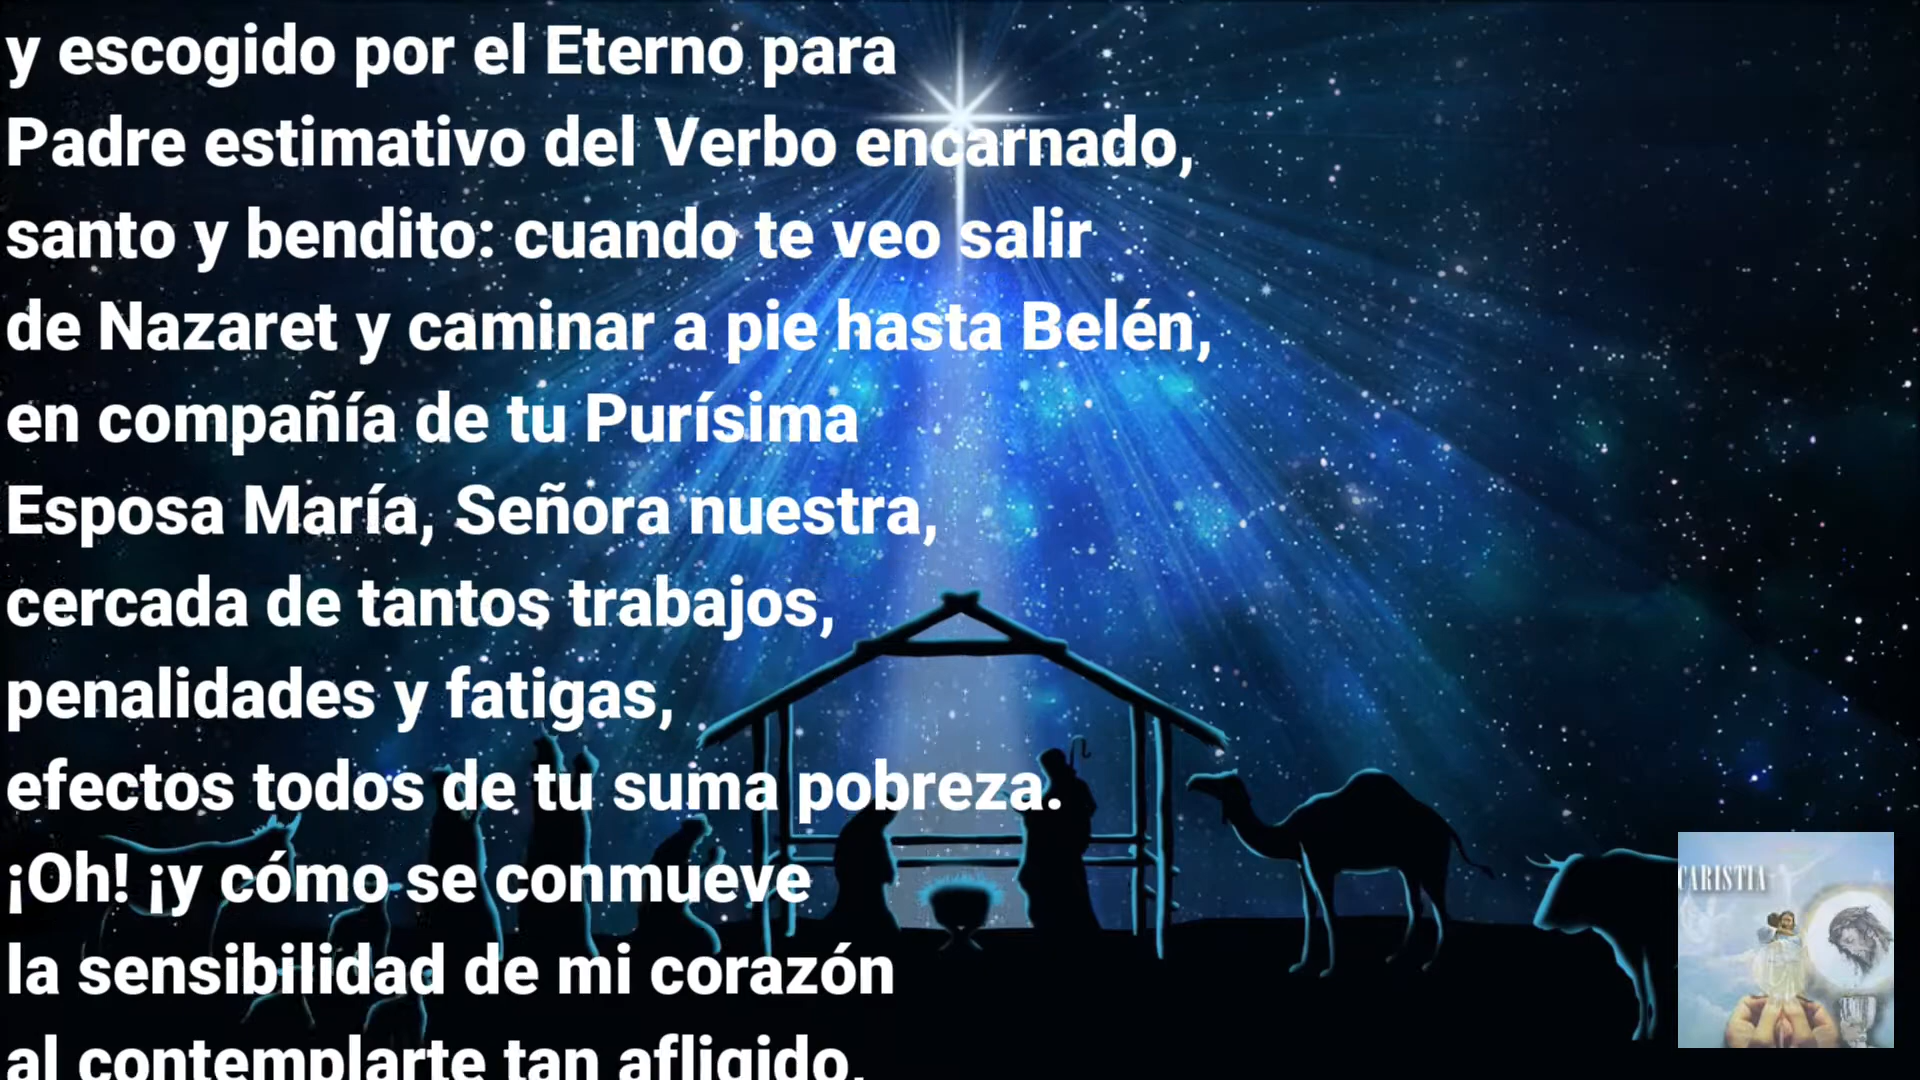 y escogido por el Eterno para
Padre estimativo del Verbo encarnado,
santo y bendito: cuando te veo salir
de Nazaret y caminar a pie hasta Belén,
en compañía de tu Purísima
Esposa María, Señora nuestra,
cercada de tantos trabajos,
penalidades y fatigas,
efectos todos de tu suma pobreza.
¡Oh! ¡y cómo se conmueve
la sensibilidad de mi corazón
al contemplarte tan afligido,
CARISTIA